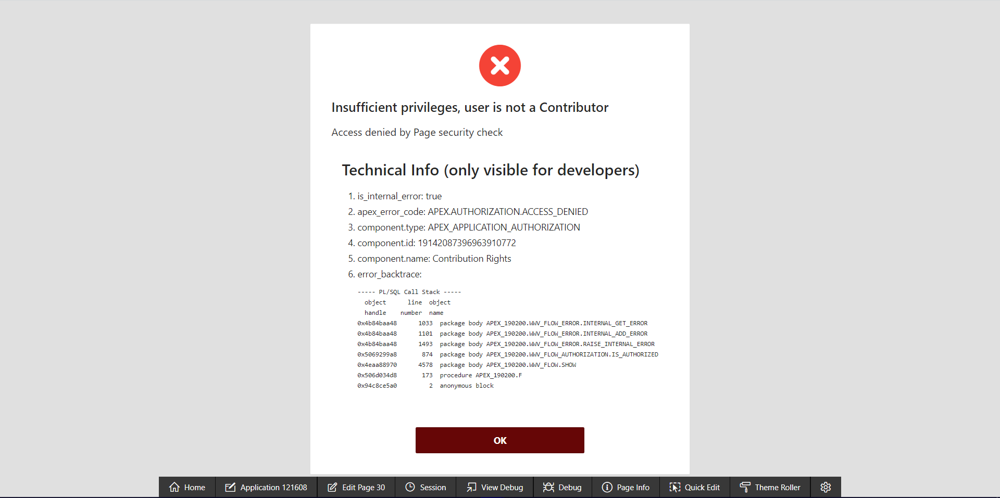 Insufficient privileges, user is not a Contributor
Access denied by Page security check
Technical Info (only visible for developers)
1. is_internal_error: true
2. apex_error_code: APEX.AUTHORIZATION.ACCESS_DENIED
3. component.type: APEX_APPLICATION_AUTHORIZATION
4. component.id: 19142087396963910772
5. component.name: Contribution Rights
6. error_backtrace:
----- PL/SQL Call Stack -----
object line object
handle number name
0x4b84baa48 1033 package body APEX_190200.WWV_FLOW_ERROR.INTERNAL_GET_ERROR
0x4b84baa48 1101 package body APEX_190200.WWV_FLOW_ERROR.INTERNAL_ADD_ERROR
0x4b84baa48 1493 package body APEX_190200.WWV_FLOW_ERROR.RAISE_INTERNAL_ERROR
0x5069299a8 874 package body APEX_190200.WWV_FLOW_AUTHORIZATION.IS_AUTHORIZED
0x4eaa88970 4578 package body APEX_190200.WWV_FLOW.SHOW
0x506d034d8 173 procedure APEX_190200.F
0x94c8ce5a0 2 anonymous block
OK
Home Application 121608 Edit Page 30 Session View Debug Debug Page Info Quick Edit Theme Roller